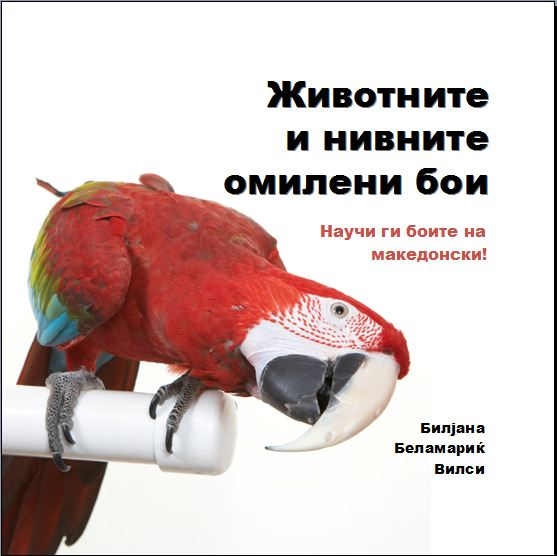 Животните
и нивните
омилени бои
Научи ги боите на
македонски!
Билјана
Беламариќ
Вилси